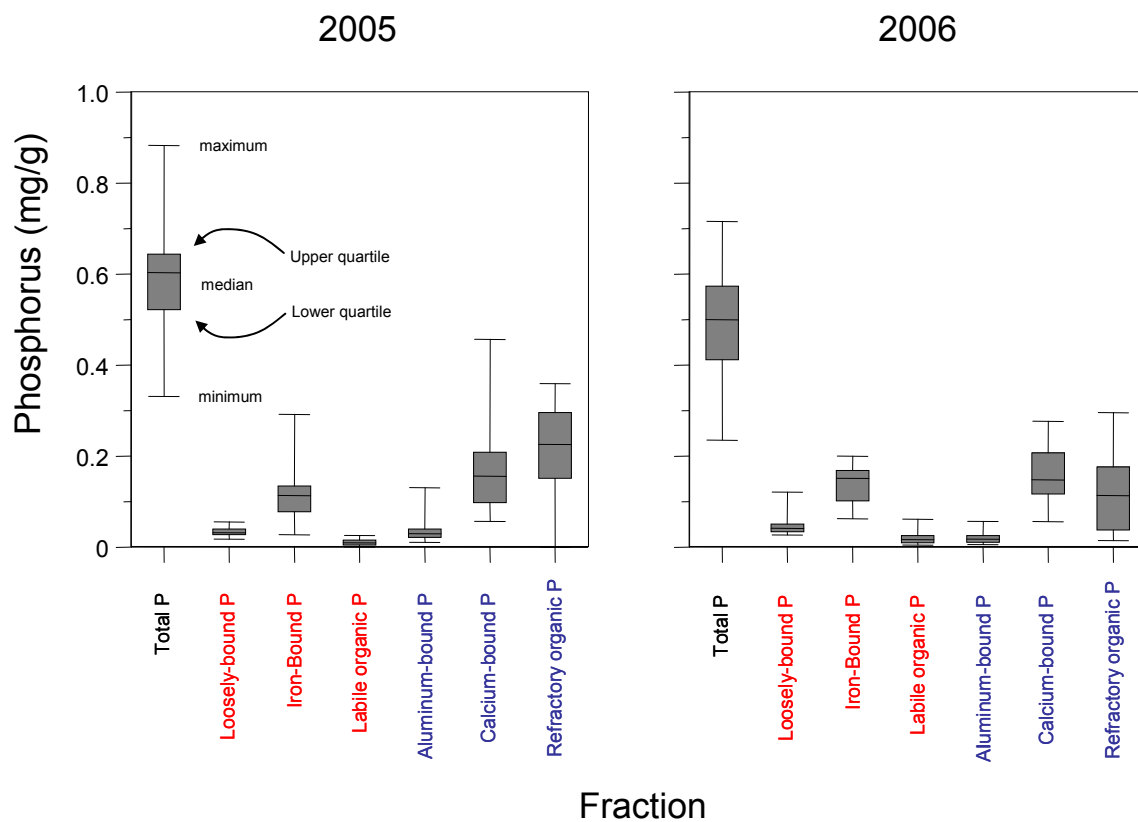 2005
2006
Phosphorus (mg/g)
1.0
0.8
0.6
0.4
0.2
0
maximum
Upper quartile
median
Lower quartile
minimum
Total P
Loosely-bound P
Iron-Bound P
Labile organic P
Aluminum-bound P
Calcium-bound P
Refractory organic P
Total P
Loosely-bound P
Iron-Bound P
Labile organic P
Aluminum-bound P
Calcium-bound P
Refractory organic P
Fraction